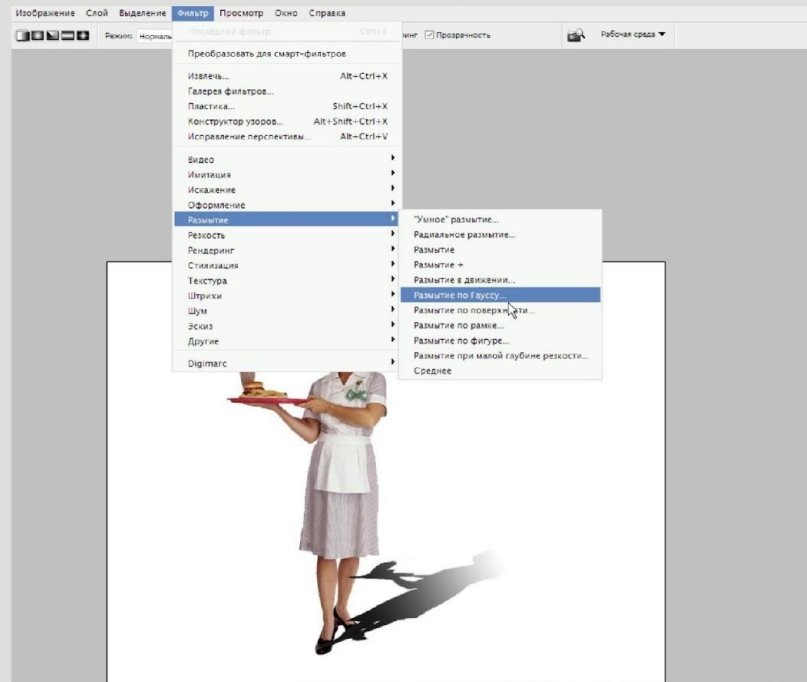 Изображение Слой Выделение Фильтр Просмотр Окно Справка
Режим: Нормаль
Прозрачность
Рабочая среда
Последний фильтр Ctrl+F
Преобразовать для смарт-фильтров
Извлечь... Alt+Ctrl+X
Галерея фильтров...
Пластика... Shift+Ctrl+X
Конструктор узоров... Alt+Shift+Ctrl+X
Исправление перспективы... Alt+Ctrl+V
Видео
Имитация
Искажение
Оформление
Размытие
Резкость
Рендеринг
Стилизация
Текстура
Штрихи
Шум
Эскиз
Другие
Digimarc
"Умное" размытие...
Радиальное размытие...
Размытие
Размытие +
Размытие в движении...
Размытие по Гауссу...
Размытие по поверхности...
Размытие по рамке...
Размытие по фигуре...
Размытие при малой глубине резкости...
Среднее